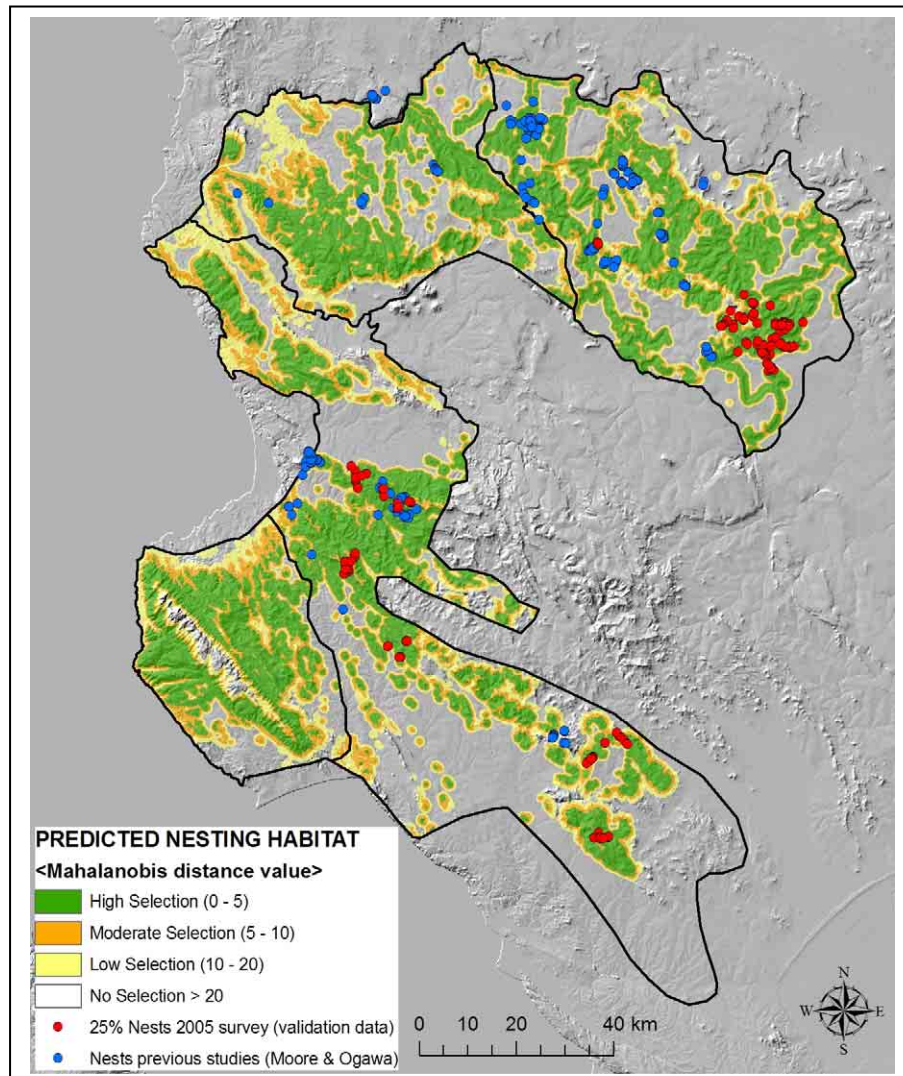 PREDICTED NESTING HABITAT
<Mahalanobis distance value>
High Selection (0 - 5)
Moderate Selection (5 - 10)
Low Selection (10 - 20)
No Selection > 20
25% Nests 2005 survey (validation data)
Nests previous studies (Moore & Ogawa)
0 20 40 km
N
W E
S